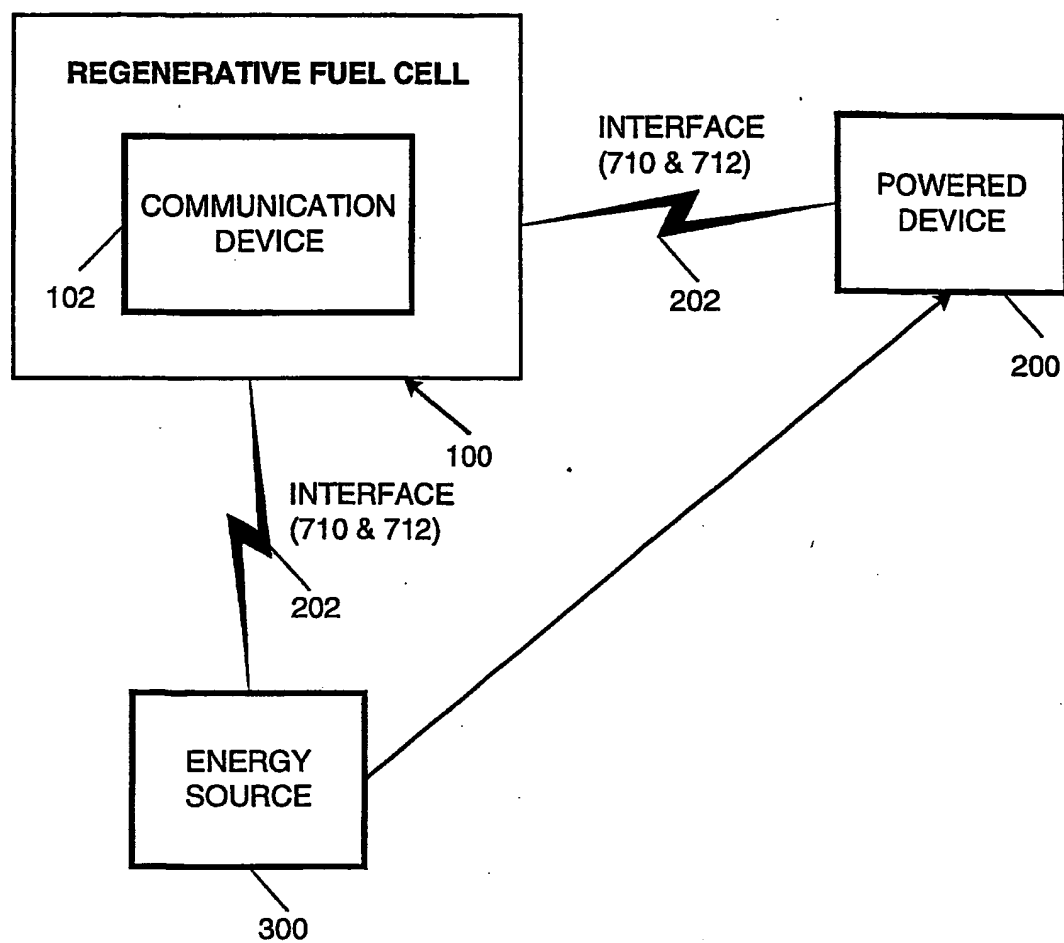 REGENERATIVE FUEL CELL
COMMUNICATION
DEVICE
102
INTERFACE
(710 & 712)
202
POWERED
DEVICE
200
100
INTERFACE
(710 & 712)
202
ENERGY
SOURCE
300